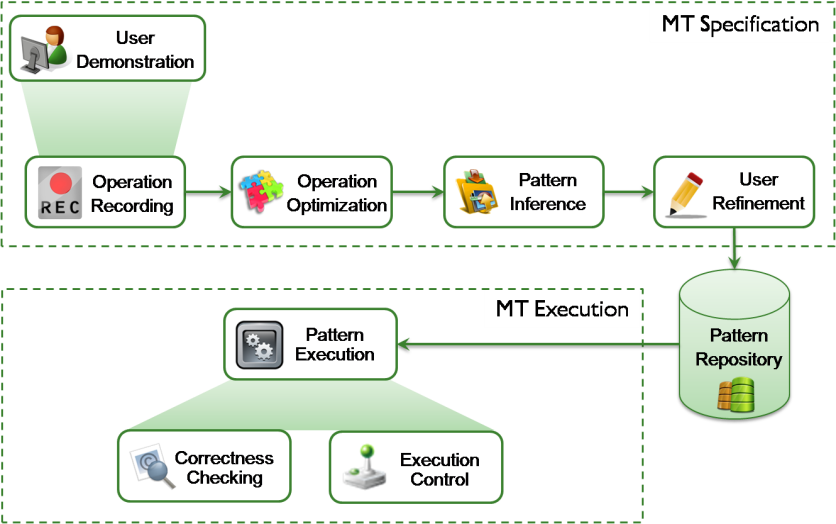 MT Specification
User
Demonstration
REC
Operation
Recording
Operation
Optimization
Pattern
Inference
User
Refinement
MT Execution
Pattern
Execution
Pattern
Repository
Correctness
Checking
Execution
Control